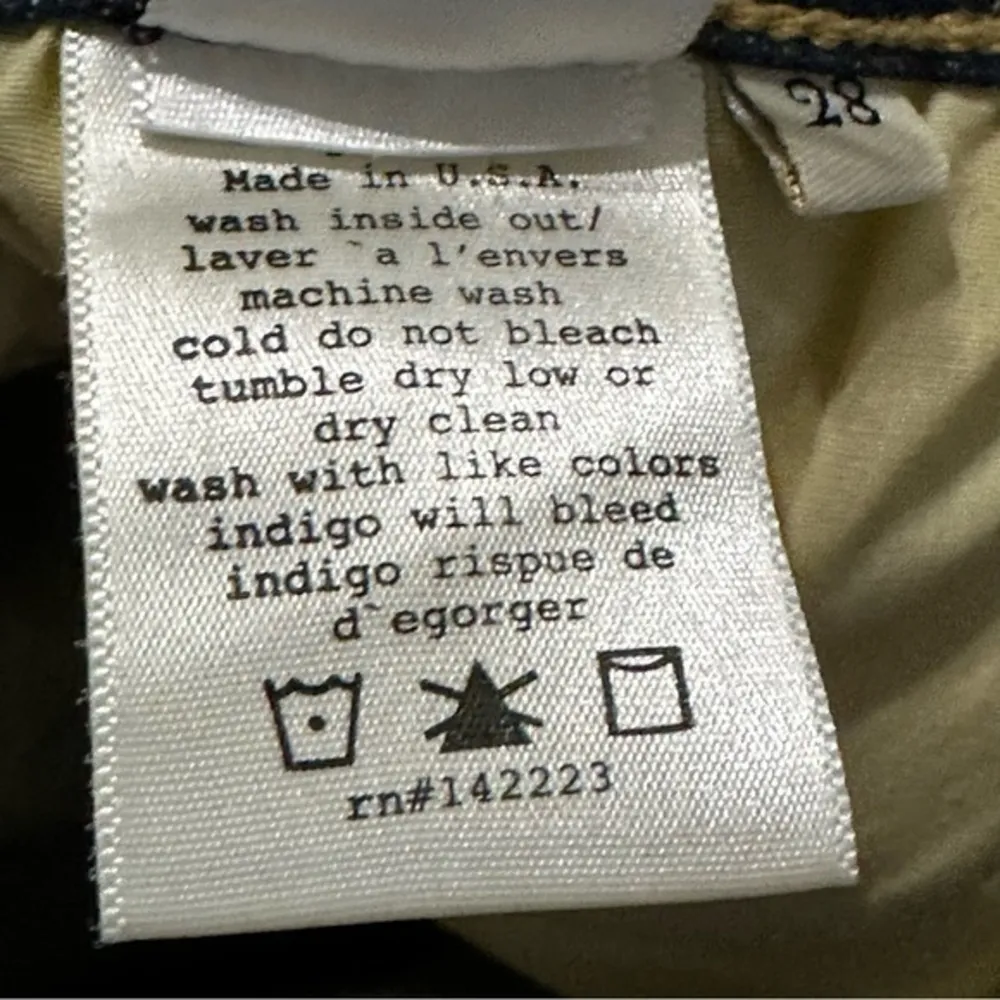 28
Made in U.S.A.
wash inside out/
laver `a l'envers
machine wash
cold do not bleach
tumble dry low or
dry clean
wash with like colors
indigo will bleed
indigo rispue de
d`egorger
rn#142223